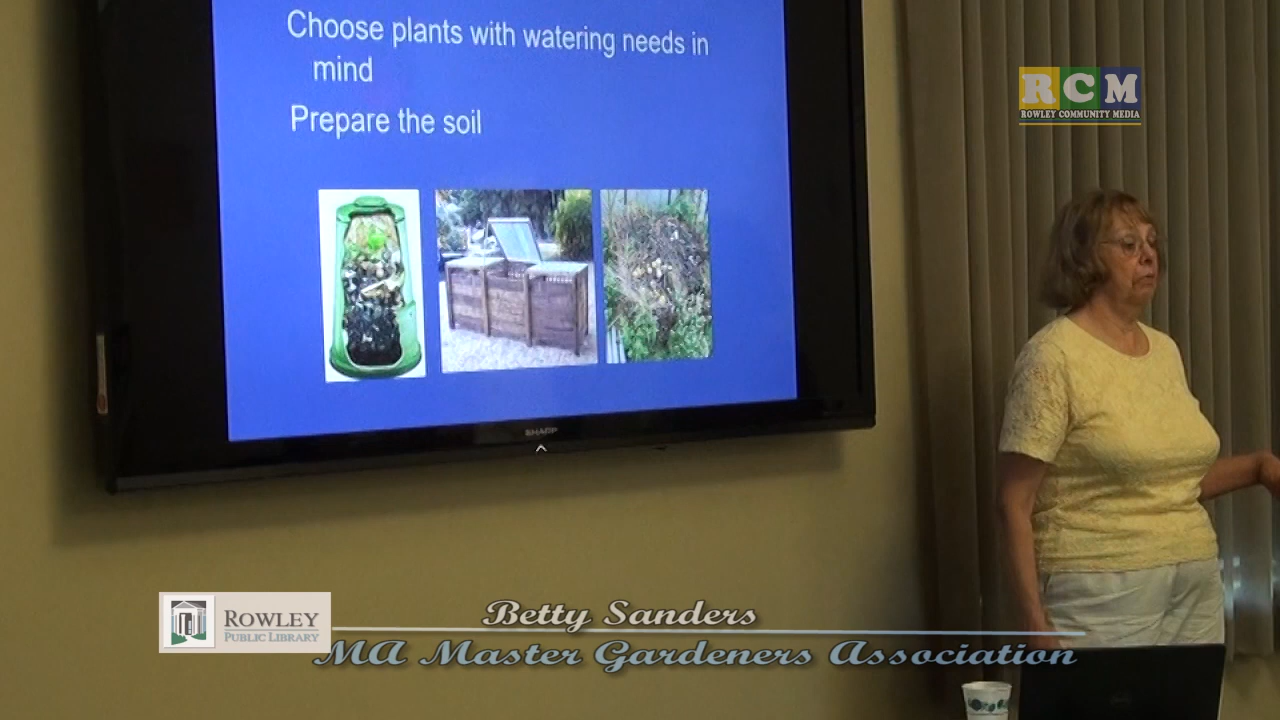 Choose plants with watering needs in
mind
Prepare the soil
RCM
ROWLEY COMMUNITY MEDIA
SHARP
ROWLEY
PUBLIC LIBRARY
Betty Sanders
MA Master Gardeners Association